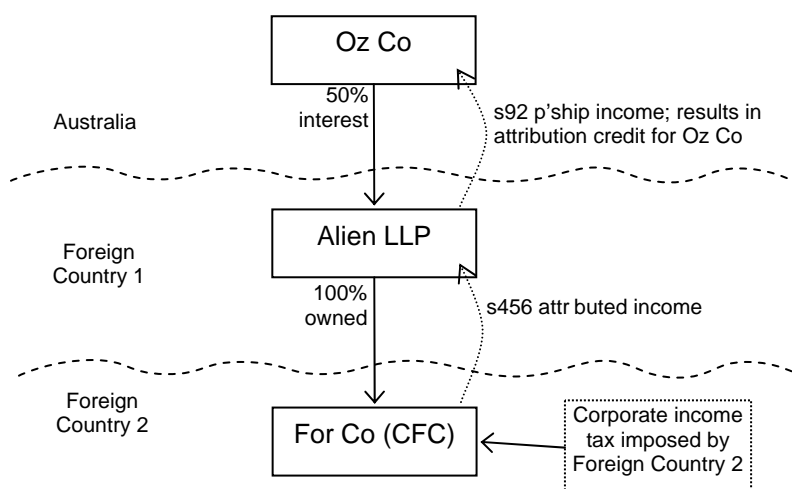 Oz Co
50%
interest
s92 p'ship income; results in
attribution credit for Oz Co
Australia
Foreign
Country 1
Alien LLP
100%
owned
s456 attr buted income
Foreign
Country 2
For Co (CFC)
Corporate income
tax imposed by
Foreign Country 2